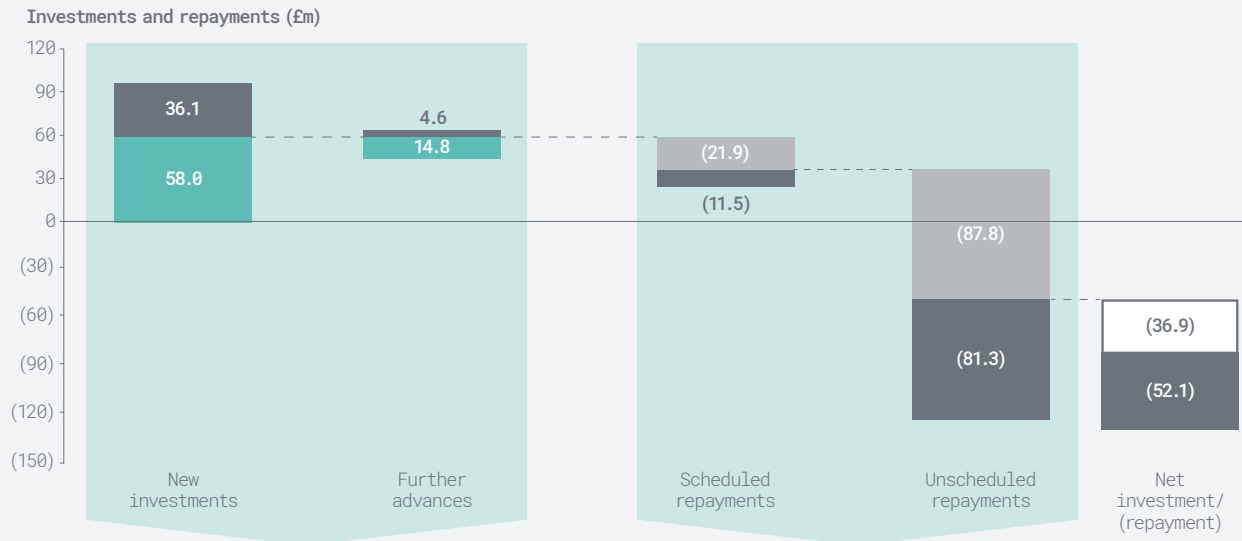 Investments and repayments (£m)
120
90
60
30
0
(30)
(60)
(90)
(120)
(150)
36.1
58.0
4.6
14.8
(21.9)
(11.5)
(87.8)
(81.3)
(36.9)
(52.1)
New
investments
Further
advances
Scheduled
repayments
Unscheduled
repayments
Net
investment/
(repayment)